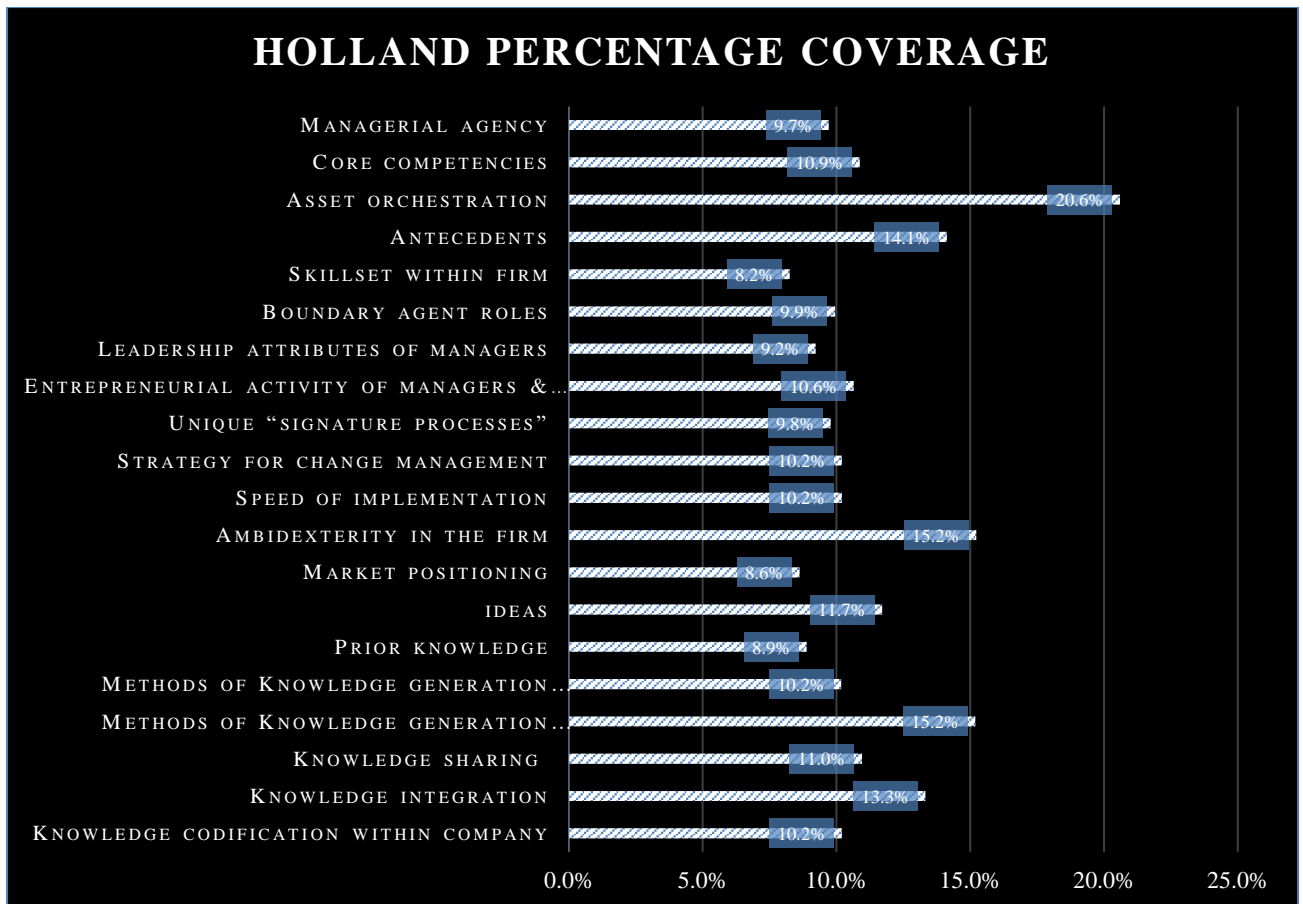 HOLLAND PERCENTAGE COVERAGE
MANAGERIAL AGENCY 9.7%
CORE COMPETENCIES 10.9%
ASSET ORCHESTRATION 20.6%
ANTECEDENTS 14.1%
SKILLSET WITHIN FIRM 8.2%
BOUNDARY AGENT ROLES 9.9%
LEADERSHIP ATTRIBUTES OF MANAGERS 9.2%
ENTREPRENEURIAL ACTIVITY OF MANAGERS &... 10.6%
UNIQUE “SIGNATURE PROCESSES” 9.8%
STRATEGY FOR CHANGE MANAGEMENT 10.2%
SPEED OF IMPLEMENTATION 10.2%
AMBIDEXTERITY IN THE FIRM 15.2%
MARKET POSITIONING 8.6%
IDEAS 11.7%
PRIOR KNOWLEDGE 8.9%
METHODS OF KNOWLEDGE GENERATION... 10.2%
METHODS OF KNOWLEDGE GENERATION... 15.2%
KNOWLEDGE SHARING 11.0%
KNOWLEDGE INTEGRATION 13.3%
KNOWLEDGE CODIFICATION WITHIN COMPANY 10.2%
0.0% 5.0% 10.0% 15.0% 20.0% 25.0%